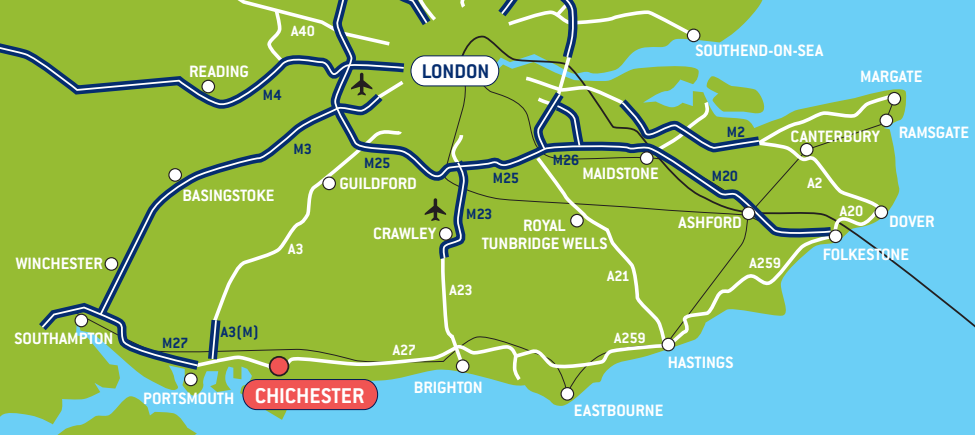 A40
SOUTHEND-ON-SEA
READING
LONDON
MARGATE
M4
M2
CANTERBURY
RAMSGATE
M3
M25
M26
MAIDSTONE
M25
M20
GUILDFORD
A2
BASINGSTOKE
M23
A20
DOVER
CRAWLEY
ROYAL
TUNBRIDGE WELLS
ASHFORD
A3
FOLKESTONE
WINCHESTER
A259
A21
A23
SOUTHAMPTON
A3(M)
M27
A27
A259
HASTINGS
BRIGHTON
PORTSMOUTH
CHICHESTER
EASTBOURNE